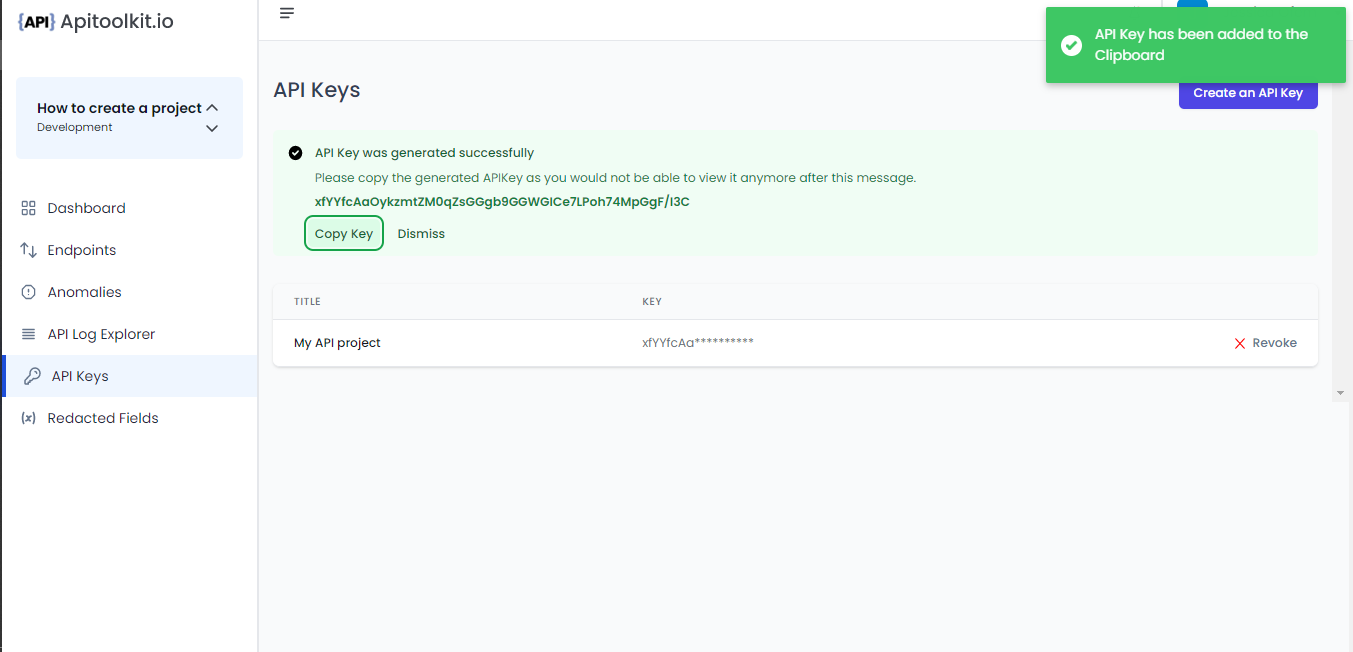 {API} Apitoolkit.io
API Key has been added to the
Clipboard
How to create a project
Development
API Keys
Create an API Key
API Key was generated successfully
Please copy the generated APIKey as you would not be able to view it anymore after this message.
xfYYfcAaOykzmtZM0qZsGGgb9GGWGICe7LPoh74MpGgF/I3C
Copy Key
Dismiss
Dashboard
Endpoints
Anomalies
API Log Explorer
API Keys
Redacted Fields
TITLE
KEY
My API project
xfYYfcAa**********
Revoke